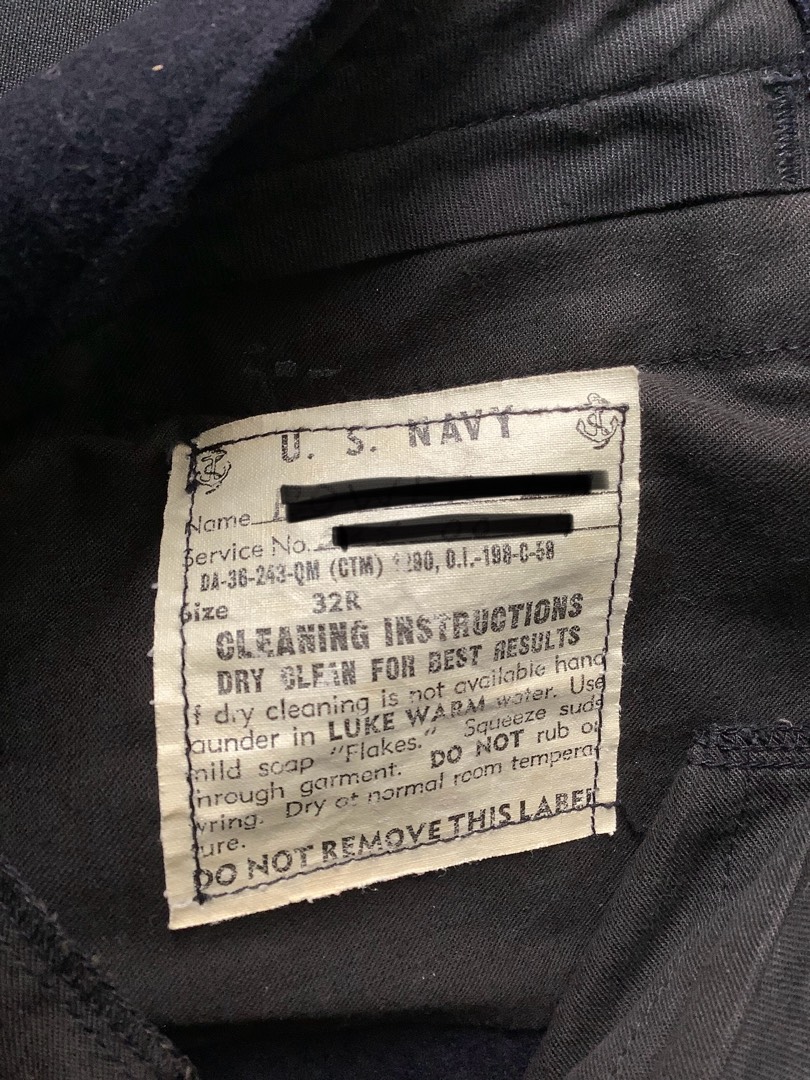 U. S. NAVY
Name
Service No.
DA-36-243-QM (CTM) 1290, O.I.-198-C-58
Size 32R
CLEANING INSTRUCTIONS
DRY CLEAN FOR BEST RESULTS
f dry cleaning is not available hand
aunder in LUKE WARM water. Use
mild soap "Flakes." Squeeze suds
hrough garment. DO NOT rub or
wring. Dry at normal room tempera
ure.
DO NOT REMOVE THIS LABEL